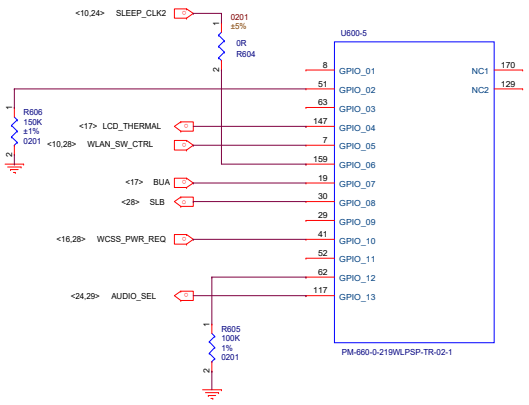 <10,24> SLEEP_CLK2
1
0201
±5%
0R
R604
2
U600-5
8 GPIO_01
NC1 170
51 GPIO_02
NC2 129
63 GPIO_03
1
R606
150K
±1%
0201
2
<17> LCD_THERMAL 147 GPIO_04
<10,28> WLAN_SW_CTRL 7 GPIO_05
159 GPIO_06
<17> BUA 19 GPIO_07
<28> SLB 30 GPIO_08
29 GPIO_09
<16,28> WCSS_PWR_REQ 41 GPIO_10
52 GPIO_11
62 GPIO_12
<24,29> AUDIO_SEL 117 GPIO_13
1
R605
100K
1%
0201
2
PM-660-0-219WLPSP-TR-02-1